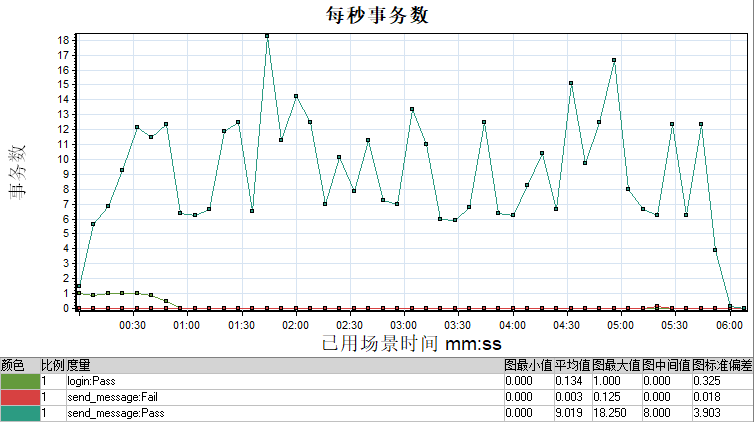 每秒事务数
18
17
16
15
14
13
12
11
10
9
8
7
6
5
4
3
2
1
0
事务数
00:30 01:00 01:30 02:00 02:30 03:00 03:30 04:00 04:30 05:00 05:30 06:00
已用场景时间 mm:ss
颜色 比例 度量 图最小值 平均值 图最大值 图中间值 图标准偏差
1 login:Pass 0.000 0.134 1.000 0.000 0.325
1 send_message:Fail 0.000 0.003 0.125 0.000 0.018
1 send_message:Pass 0.000 9.019 18.250 8.000 3.903